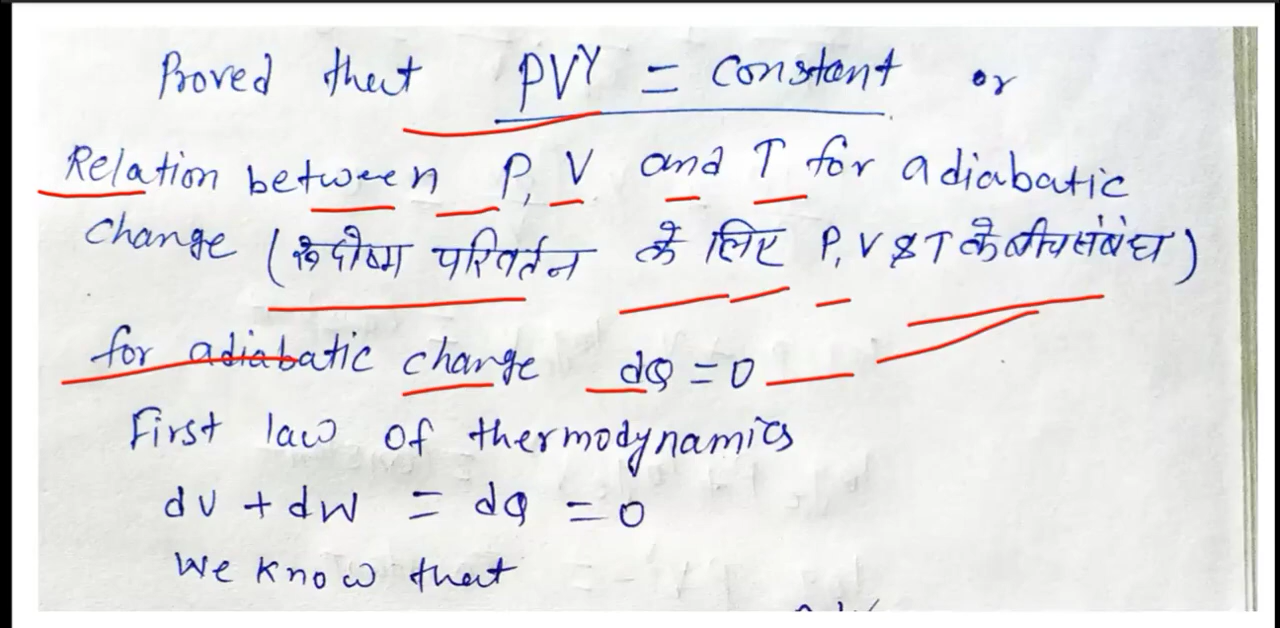 Proved that PVγ = constant or
Relation between P, V and T for adiabatic
change (रूदोष्म परिवर्तन के लिए P, V & T के बीच संबंध)
for adiabatic change dQ = 0
First law of thermodynamics
dU + dW = dQ = 0
We know that